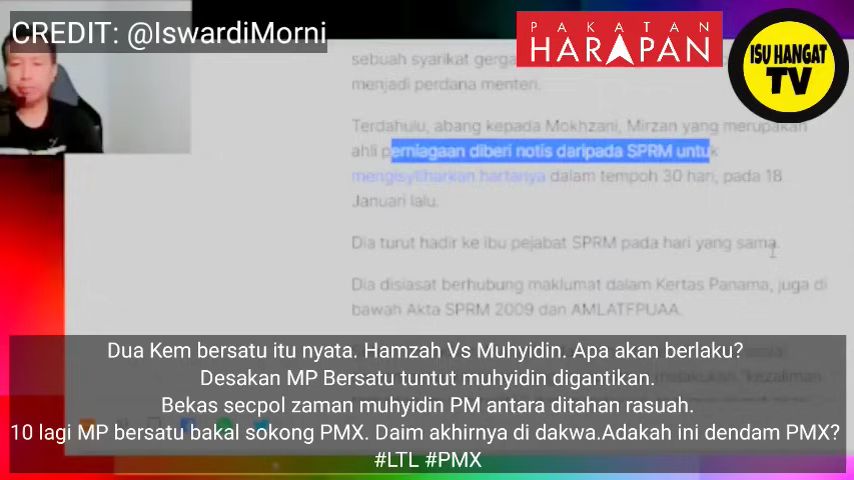 CREDIT: @IswardiMorni
PAKATAN
HARAPAN
ISU HANGAT
TV
sebuah syarikat
menjadi perdana menteri.
Terdahulu, abang kepada Mokhzani, Mirzan yang merupakan
ahli perniagaan diberi notis daripada SPRM untuk
mengisytiharkan hartanya dalam tempoh 30 hari, pada 18
Januari lalu.
Dia turut hadir ke ibu pejabat SPRM pada hari yang sama.
Dia disiasat berhubung maklumat dalam Kertas Panama, juga di
bawah Akta SPRM 2009 dan AMLATFPUAA.
Dua Kem bersatu itu nyata. Hamzah Vs Muhyidin. Apa akan berlaku?
Desakan MP Bersatu tuntut muhyidin digantikan.
Bekas secpol zaman muhyidin PM antara ditahan rasuah.
10 lagi MP bersatu bakal sokong PMX. Daim akhirnya di dakwa.Adakah ini dendam PMX?
#LTL #PMX